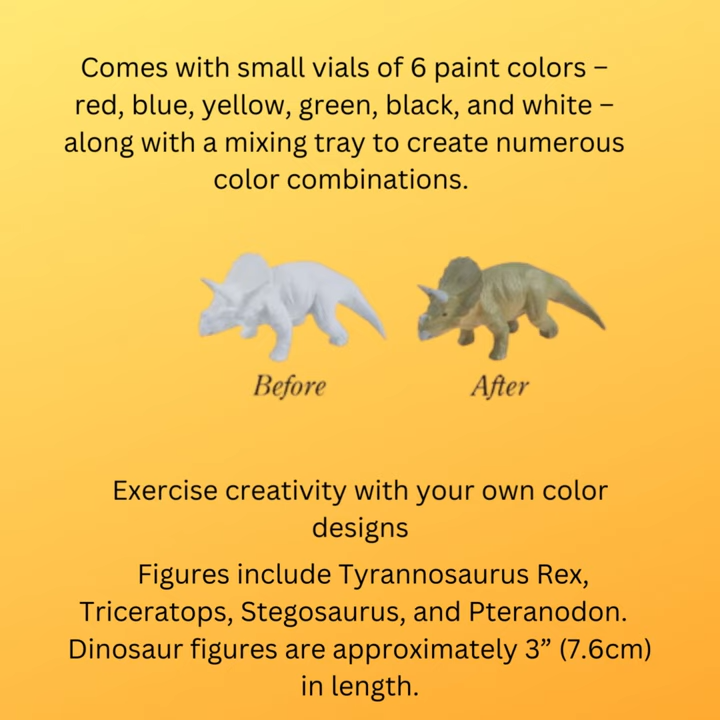 Comes with small vials of 6 paint colors –
red, blue, yellow, green, black, and white –
along with a mixing tray to create numerous
color combinations.
Before
After
Exercise creativity with your own color
designs
Figures include Tyrannosaurus Rex,
Triceratops, Stegosaurus, and Pteranodon.
Dinosaur figures are approximately 3” (7.6cm)
in length.